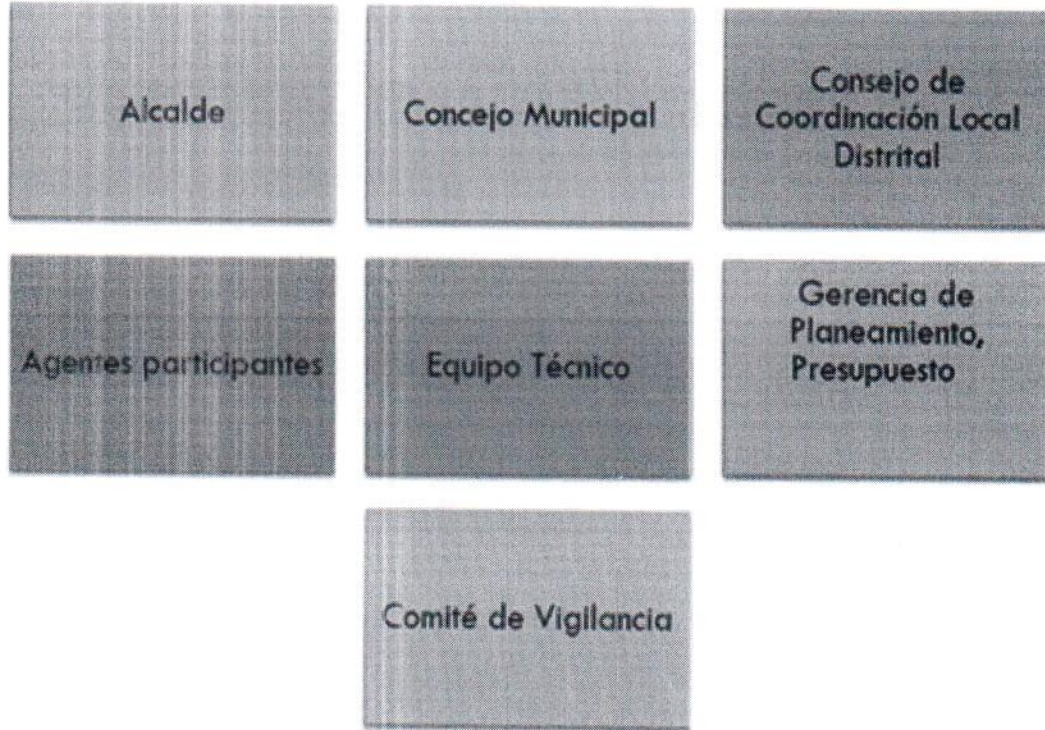 Alcalde
Concejo Municipal
Consejo de
Coordinación Local
Distrital
Agentes participantes
Equipo Técnico
Gerencia de
Planeamiento,
Presupuesto
Comité de Vigilancia